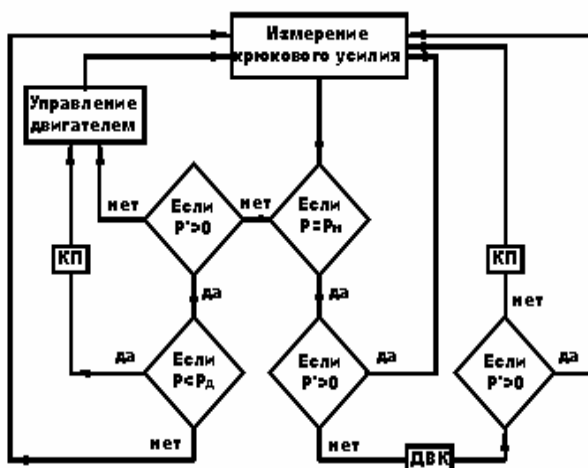 Измерение
крюкового усилия
Управление
двигателем
нет
Если
P'>0
нет
Если
P=Pн
КП
КП
да
да
нет
да
Если
P<Pд
Если
P'>0
да
Если
P'>0
да
нет
нет
ДВК